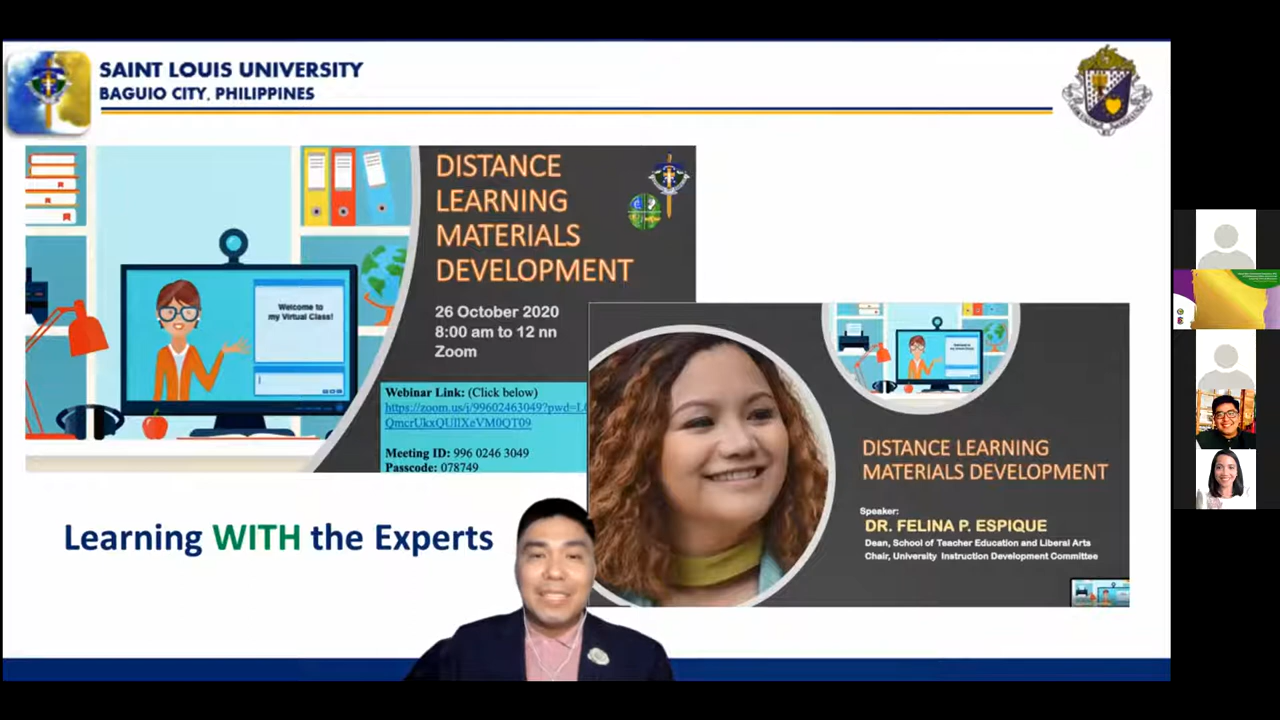 SAINT LOUIS UNIVERSITY
BAGUIO CITY, PHILIPPINES
DISTANCE
LEARNING
MATERIALS
DEVELOPMENT
26 October 2020
8:00 am to 12 nn
Zoom
Welcome to
my Virtual Class!
Webinar Link: (Click below)
QmcrUkxQUllXeVM0QT09
Meeting ID: 996 0246 3049
Passcode: 078749
DISTANCE LEARNING
MATERIALS DEVELOPMENT
Speaker:
DR. FELINA P. ESPIQUE
Dean, School of Teacher Education and Liberal Arts
Chair, University Instruction Development Committee
Learning WITH the Experts